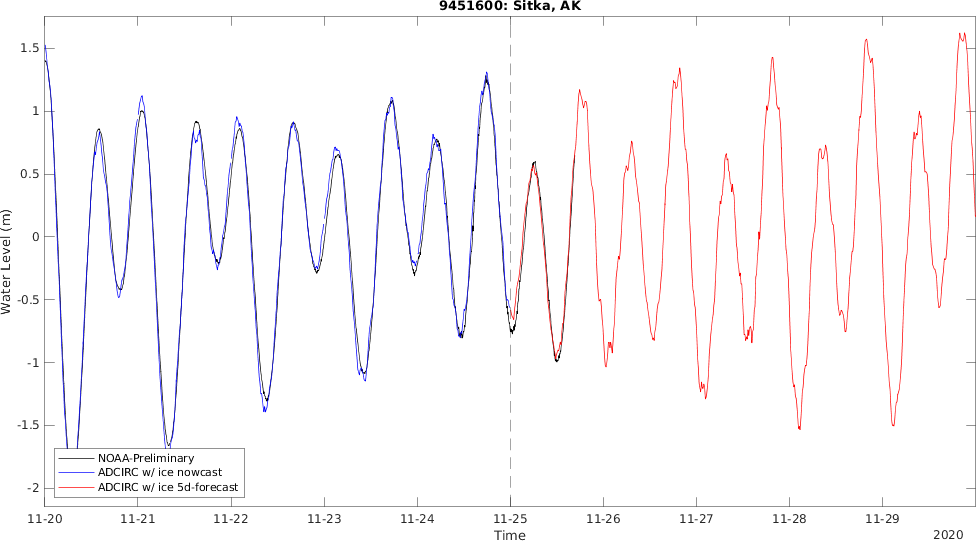 9451600: Sitka, AK
Water Level (m)
1.5
1
0.5
0
-0.5
-1
-1.5
-2
NOAA-Preliminary
ADCIRC w/ ice nowcast
ADCIRC w/ ice 5d-forecast
11-20 11-21 11-22 11-23 11-24 11-25 11-26 11-27 11-28 11-29
Time
2020